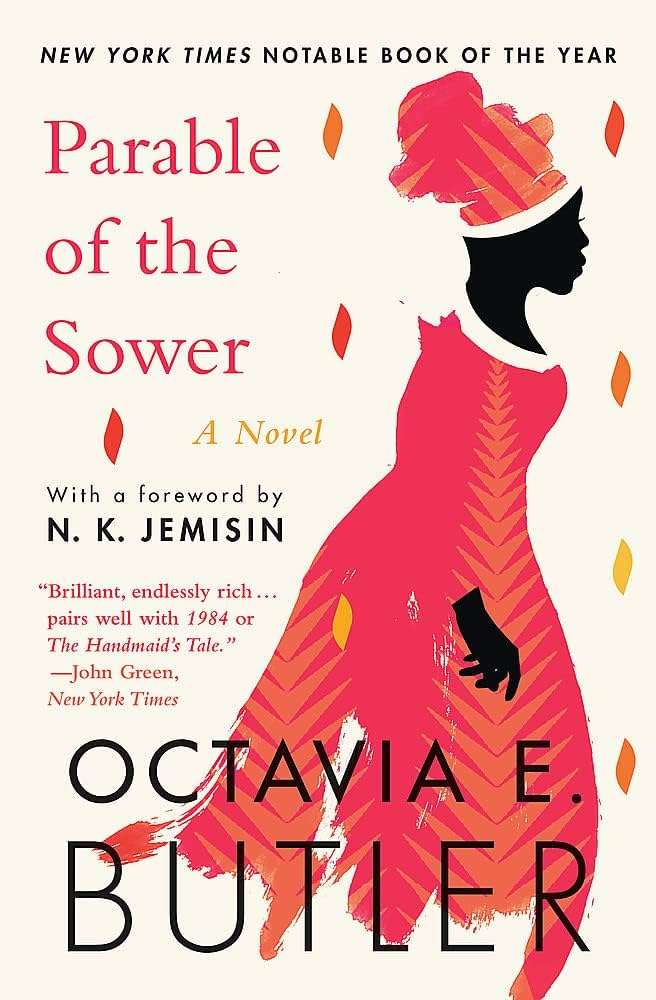 NEW YORK TIMES NOTABLE BOOK OF THE YEAR
Parable
of the
Sower
A Novel
With a foreword by
N. K. JEMISIN
“Brilliant, endlessly rich…
pairs well with 1984 or
The Handmaid’s Tale.”
—John Green,
New York Times
OCTAVIA E.
BUTLER